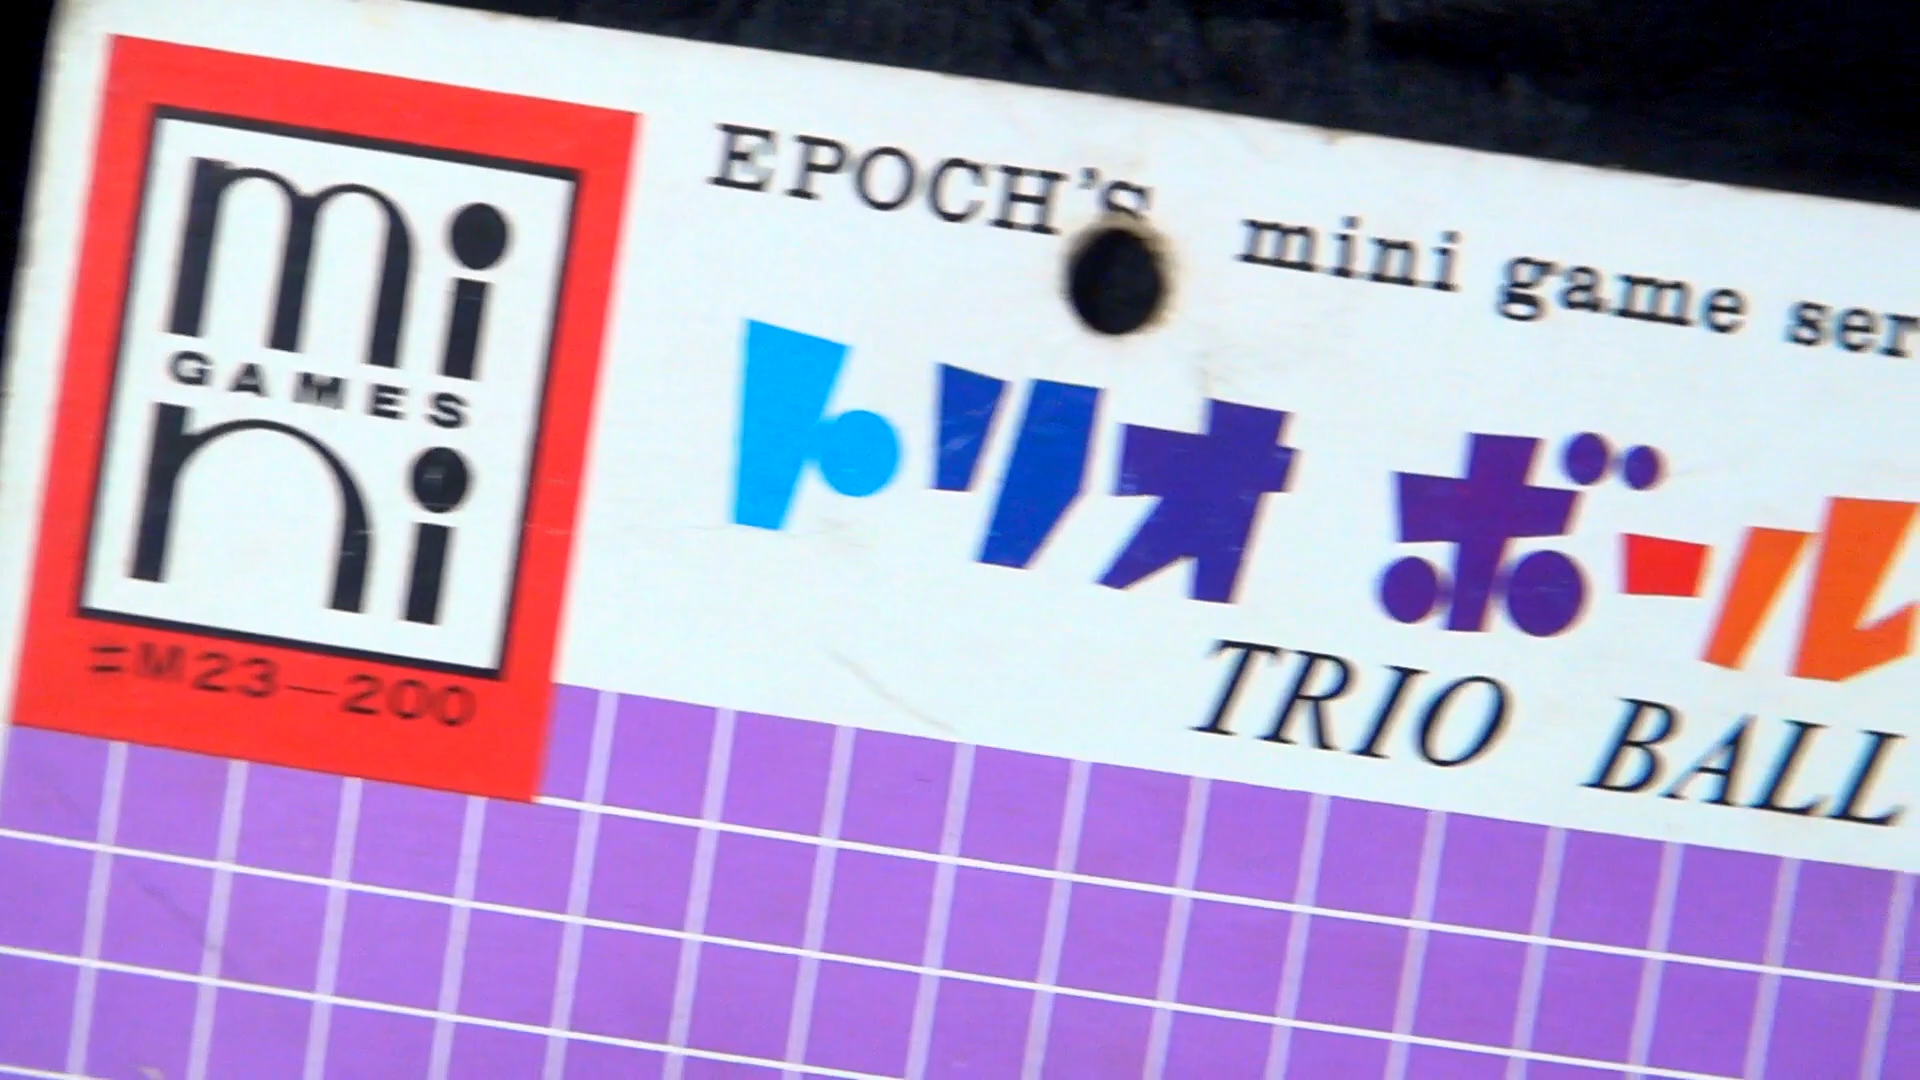 mi
GAMES
ni
#M23-200
EPOCH'S mini game ser
トリオ ボール
TRIO BALL